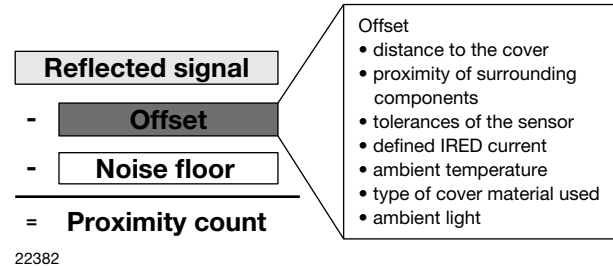 Reflected signal
- Offset
- Noise floor
= Proximity count
22382
Offset
• distance to the cover
• proximity of surrounding
components
• tolerances of the sensor
• defined IRED current
• ambient temperature
• type of cover material used
• ambient light